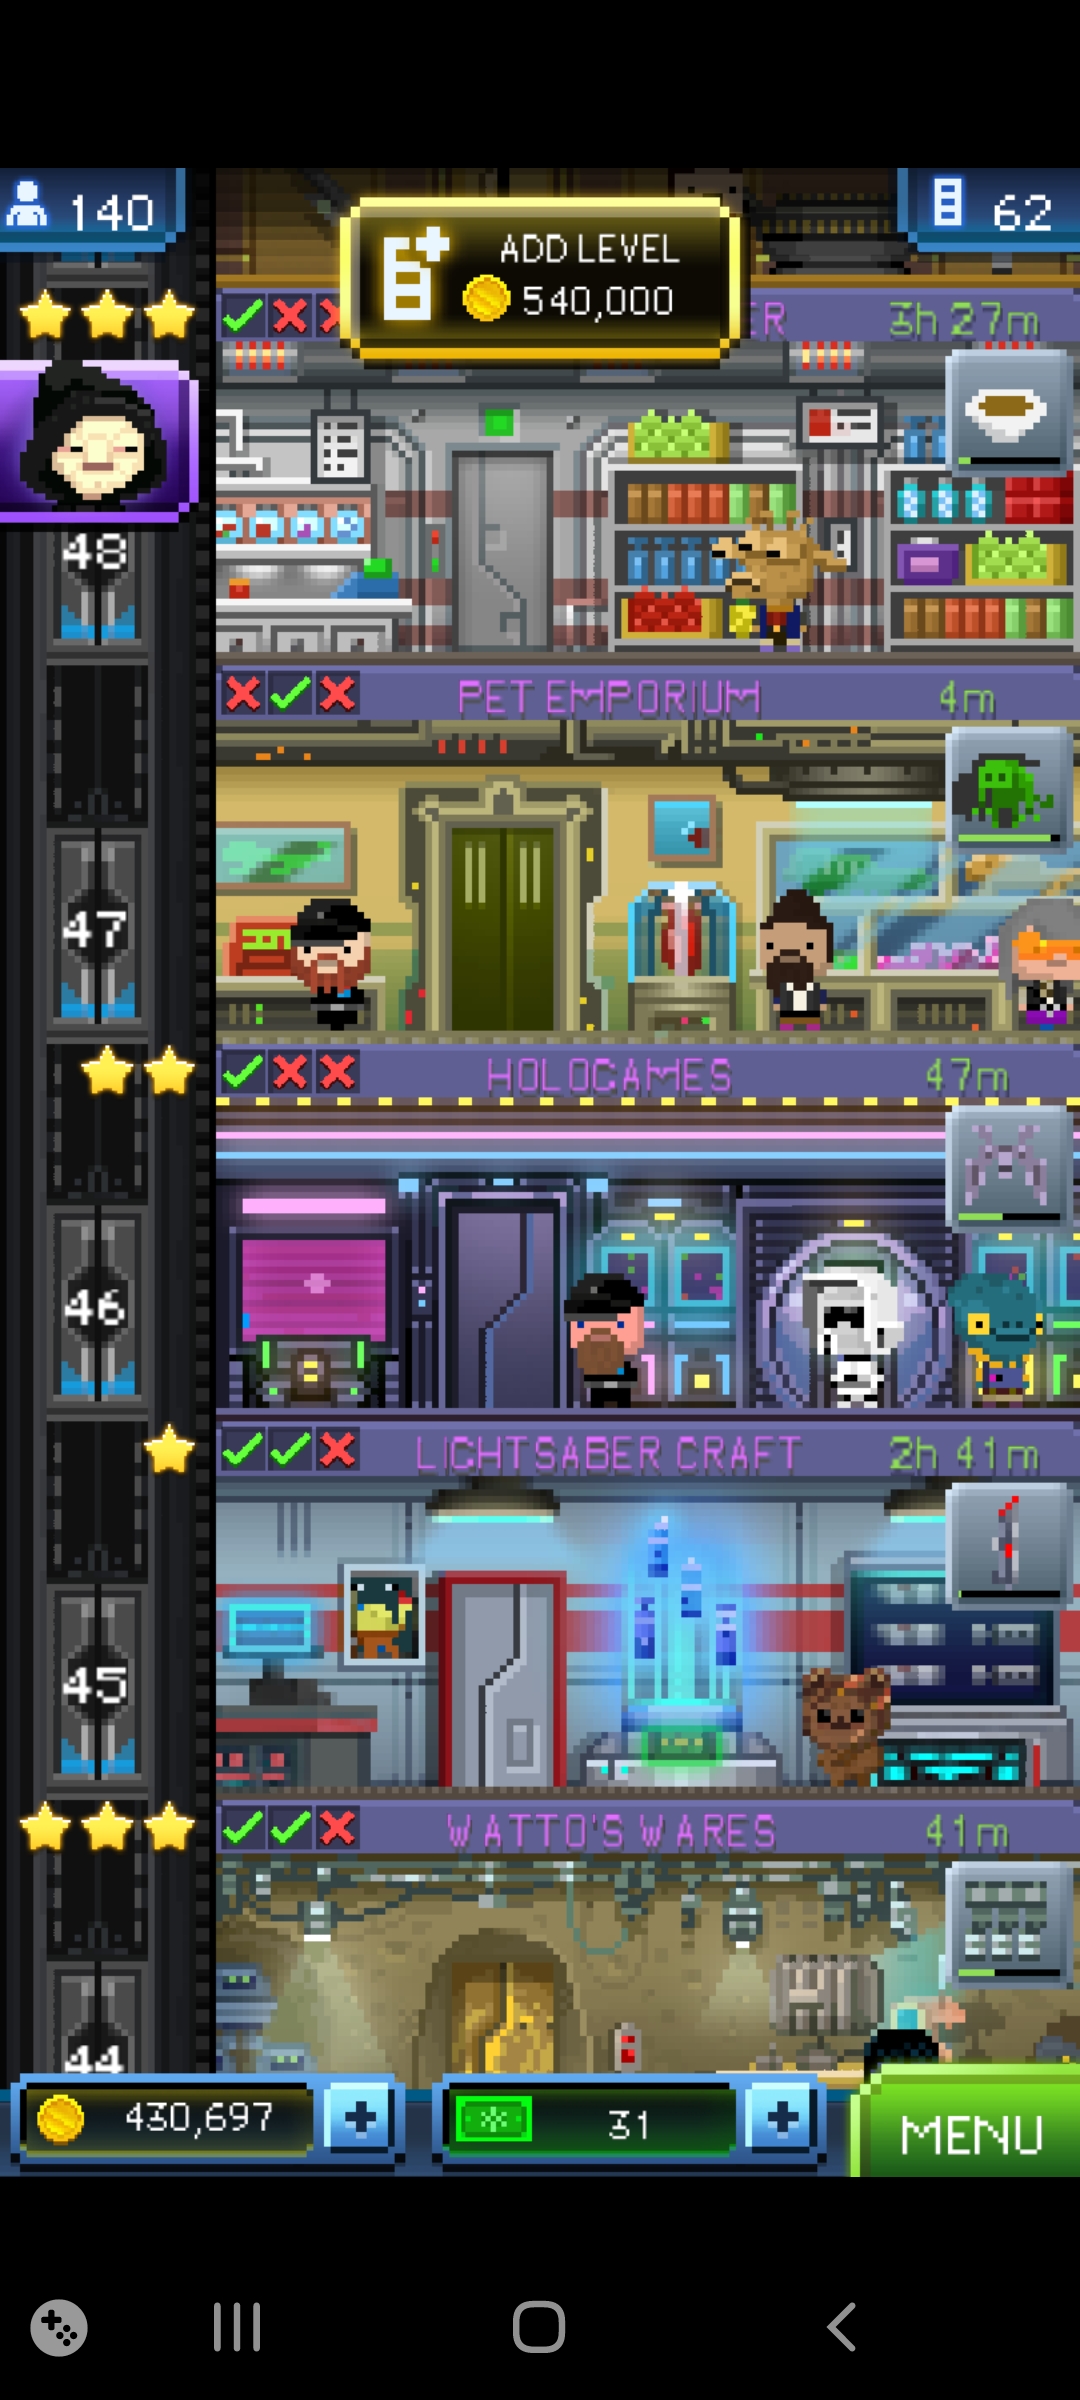 140
62
ADD LEVEL
540,000
ER
3h 27m
48
PET EMPORIUM
4m
47
HOLOGAMES
47m
46
LIGHTSABER CRAFT
2h 41m
45
WATTO'S WARES
41m
44
430,697
31
MENU